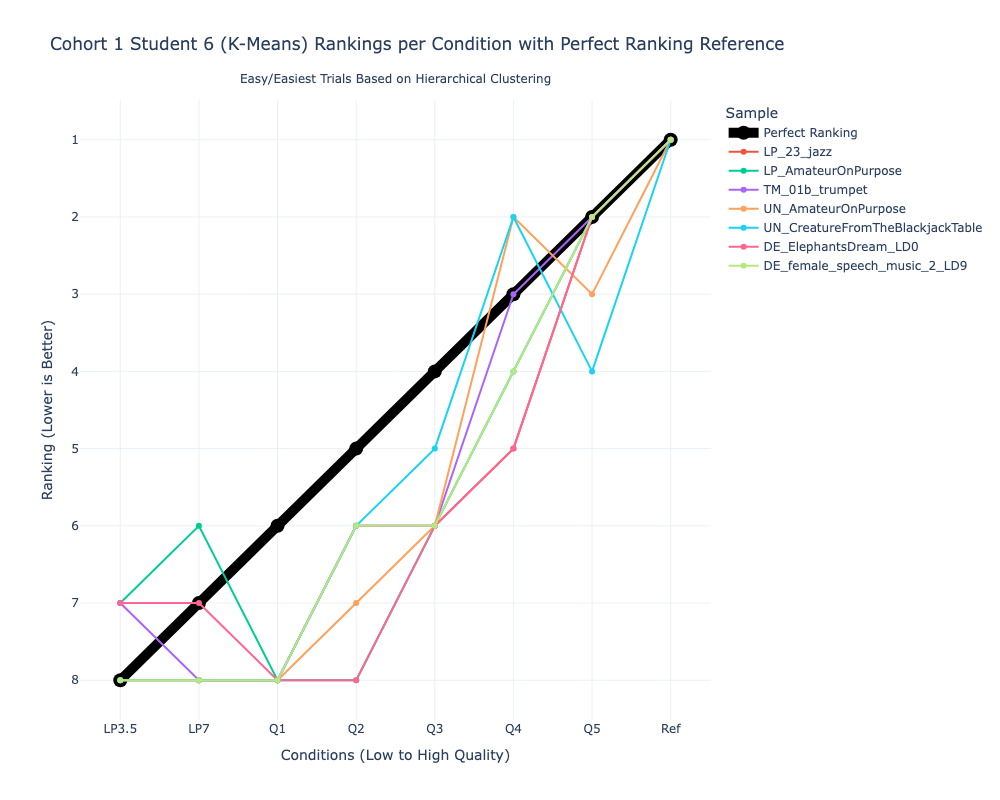 Cohort 1 Student 6 (K-Means) Rankings per Condition with Perfect Ranking Reference
Easy/Easiest Trials Based on Hierarchical Clustering
Sample
Perfect Ranking
LP_23_jazz
LP_AmateurOnPurpose
TM_01b_trumpet
UN_AmateurOnPurpose
UN_CreatureFromTheBlackjackTable
DE_ElephantsDream_LD0
DE_female_speech_music_2_LD9
Ranking (Lower is Better)
1
2
3
4
5
6
7
8
LP3.5 LP7 Q1 Q2 Q3 Q4 Q5 Ref
Conditions (Low to High Quality)